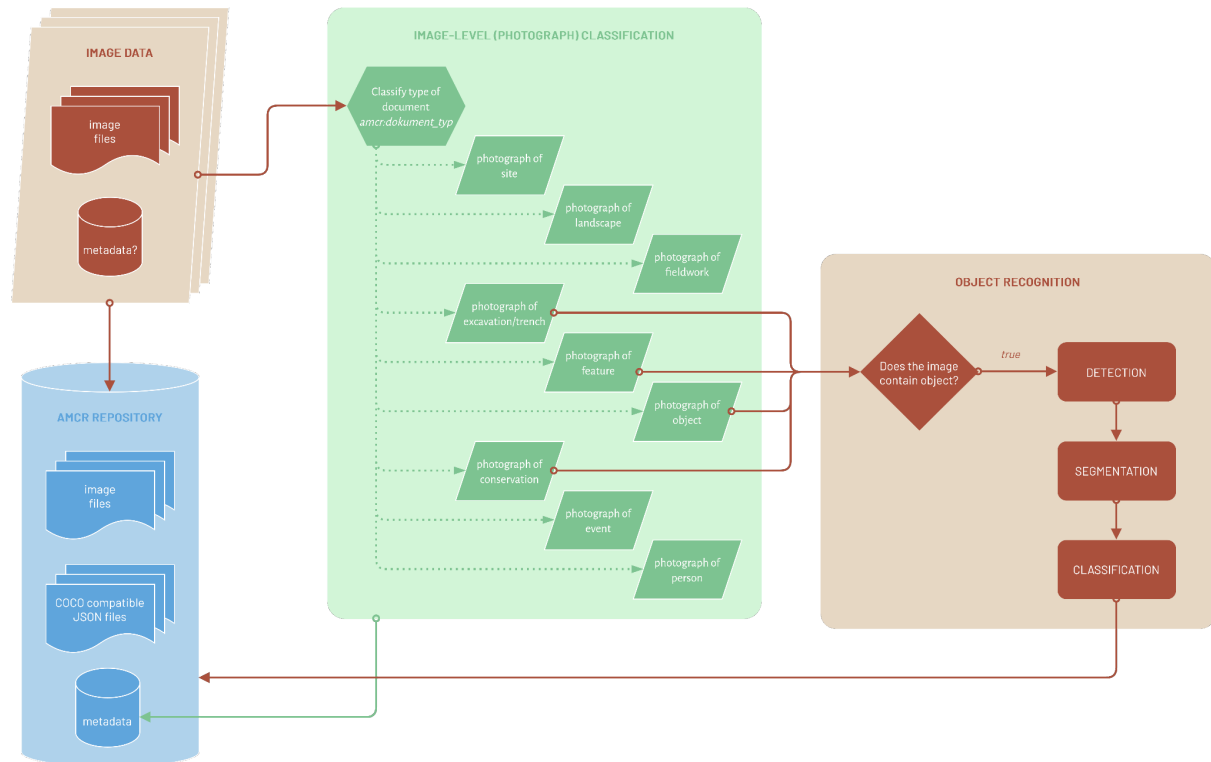 IMAGE DATA
image
files
metadata?
AMCR REPOSITORY
image
files
COCO compatible
JSON files
metadata
IMAGE-LEVEL (PHOTOGRAPH) CLASSIFICATION
Classify type of
document
amcr:dokument_typ
photograph of
site
photograph of
landscape
photograph of
fieldwork
photograph of
excavation/trench
photograph of
feature
photograph of
object
photograph of
conservation
photograph of
event
photograph of
person
OBJECT RECOGNITION
Does the image
contain object?
true
DETECTION
SEGMENTATION
CLASSIFICATION